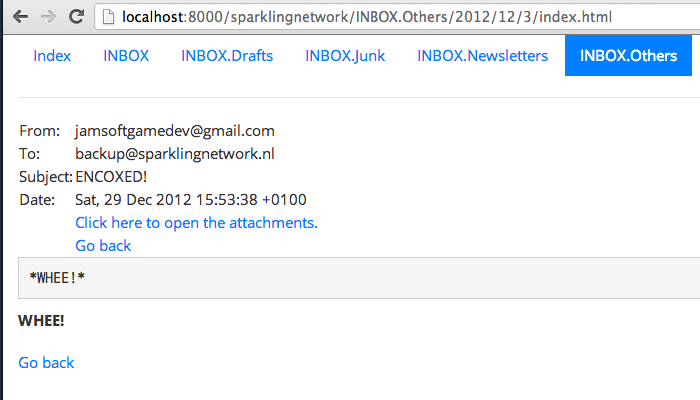 localhost:8000/sparklingnetwork/INBOX.Others/2012/12/3/index.html
Index INBOX INBOX.Drafts INBOX.Junk INBOX.Newsletters INBOX.Others
From: jamsoftgamedev@gmail.com
To: backup@sparklingnetwork.nl
Subject: ENCOXED!
Date: Sat, 29 Dec 2012 15:53:38 +0100
Click here to open the attachments.
Go back
*WHEE!*
WHEE!
Go back